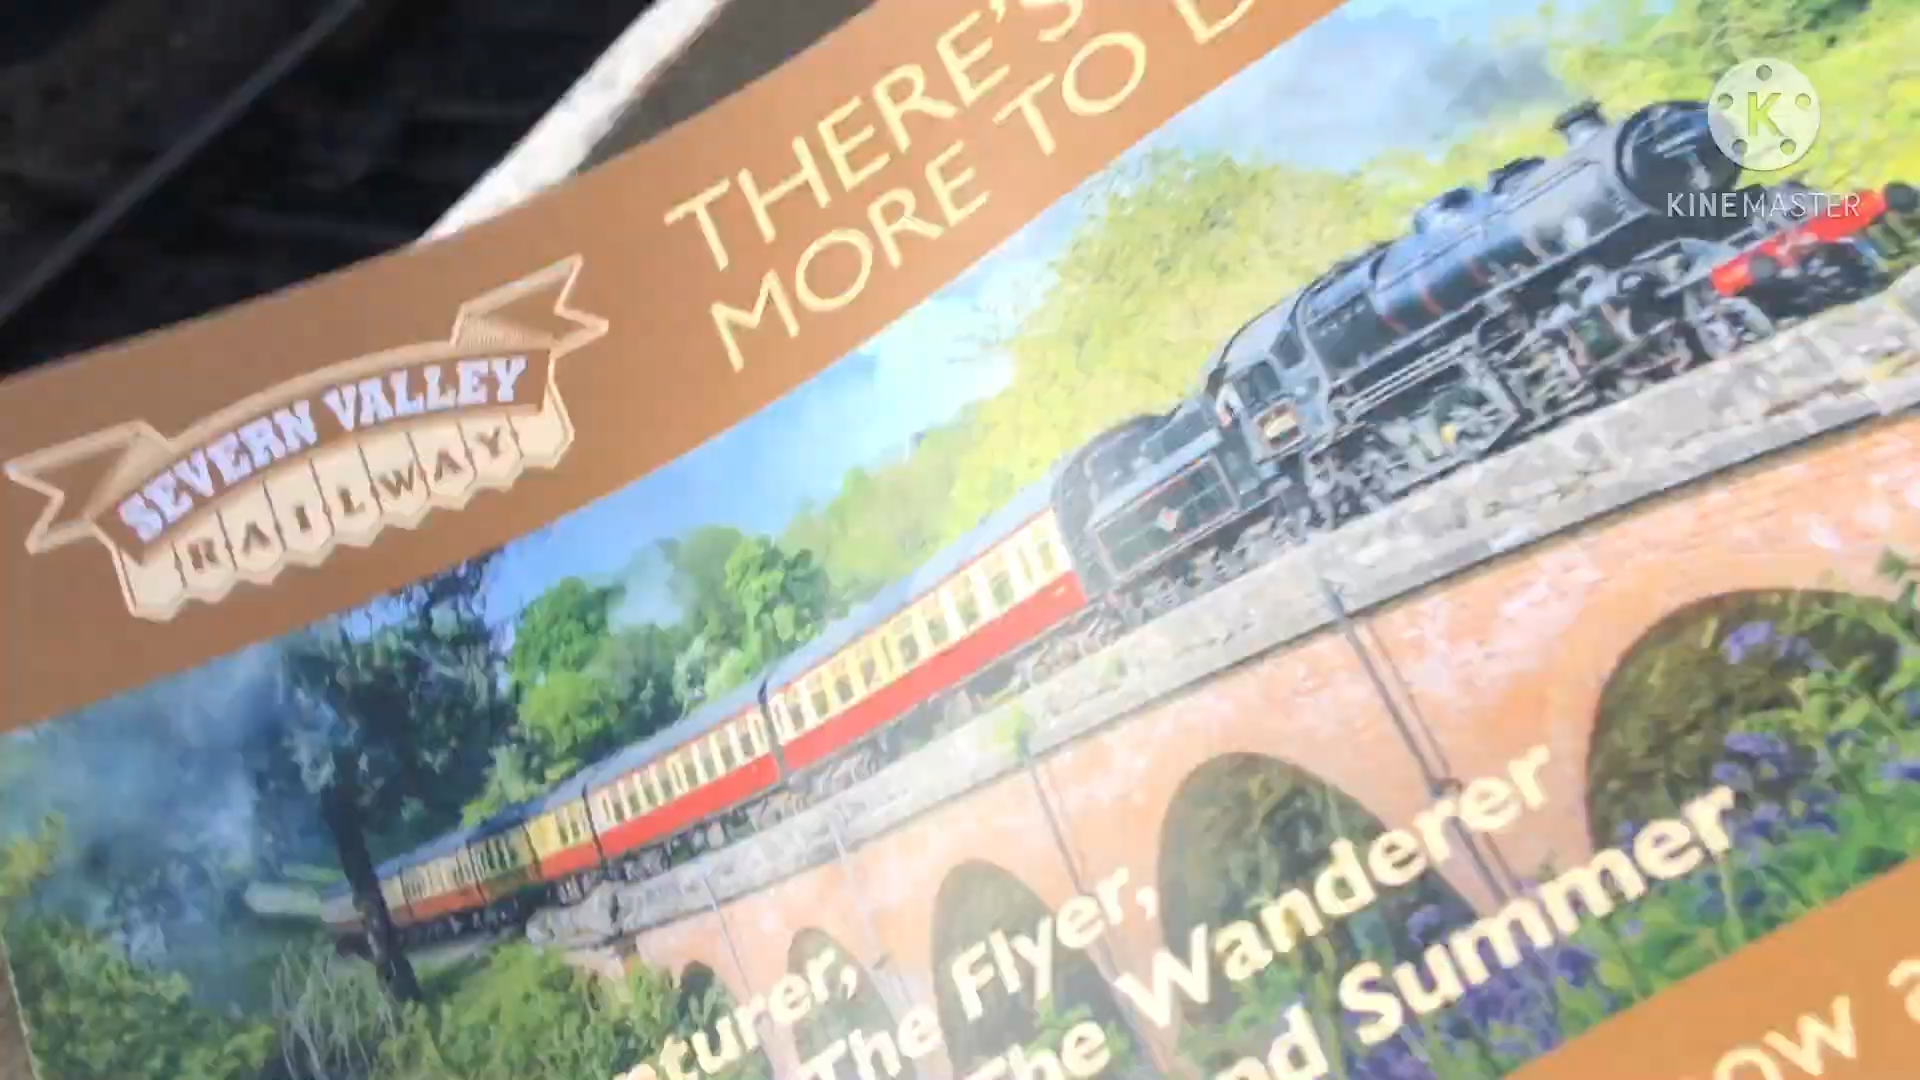 THERE'S
MORE TO
SEVERN VALLEY
RAILWAY
The Flyer,
The Wanderer
Summer
K
KINEMASTER